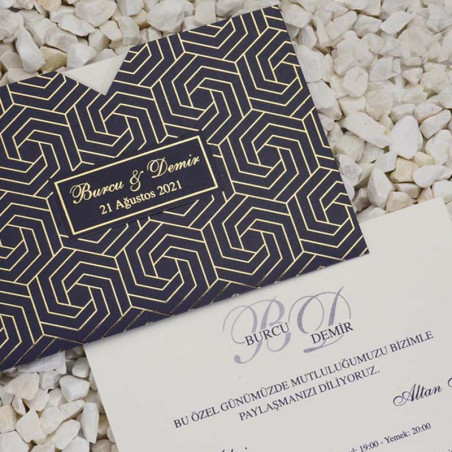 Burcu & Demir
21 Ağustos 2021
BD
BURCU DEMİR
BU ÖZEL GÜNÜMÜZDE MUTLULUĞUMUZU BİZİMLE
PAYLAŞMANIZI DİLİYORUZ.
Altan
19:00 - Yemek: 20:00